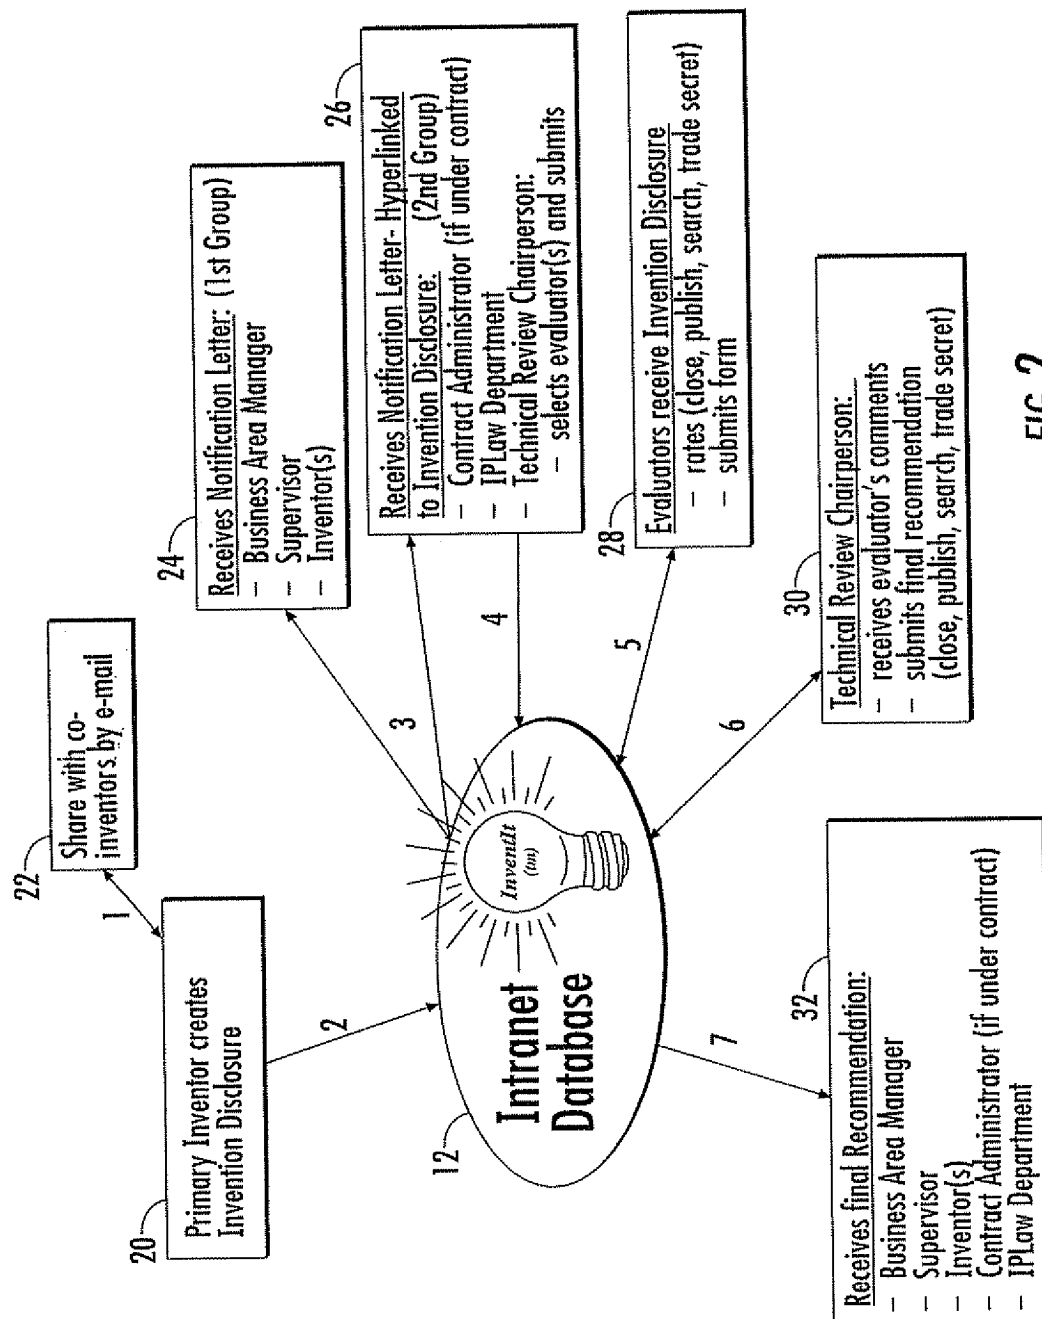 22
Share with co-
inventors by e-mail
1
20
Primary Inventor creates
Invention Disclosure
2
24
Receives Notification Letter: (1st Group)
- Business Area Manager
- Supervisor
- Inventor(s)
3
26
Receives Notification Letter- Hyperlinked
to Invention Disclosure: (2nd Group)
- Contract Administrator (if under contract)
- IPLaw Department
- Technical Review Chairperson:
- selects evaluator(s) and submits
4
12
Intranet
Database
InventIt
(tm)
28
Evaluators receive Invention Disclosure
- rates (close, publish, search, trade secret)
- submits form
5
30
Technical Review Chairperson:
- receives evaluator's comments
- submits final recommendation
(close, publish, search, trade secret)
6
7
32
Receives final Recommendation:
- Business Area Manager
- Supervisor
- Inventor(s)
- Contract Administrator (if under contract)
- IPLaw Department
FIG. 2